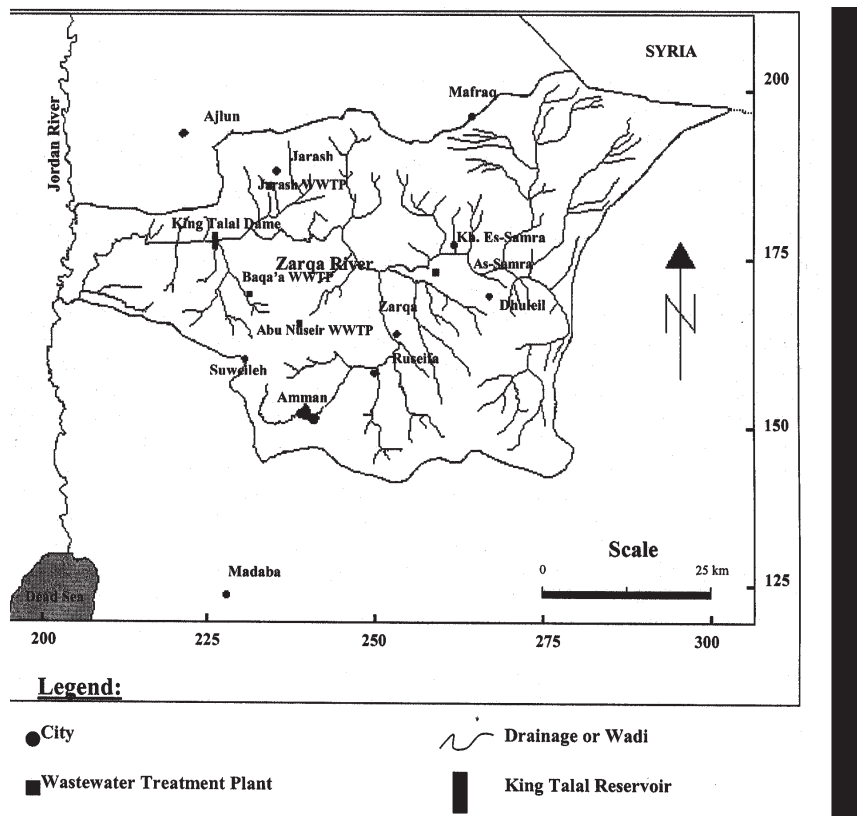 SYRIA
200
Mafraq
Ajlun
Jordan River
Jarash
Jarash WWTP
King Talal Dame
Kh. Es-Samra
175
Zarqa River
As-Samra
Baqa'a WWTP
Zarqa
Dhuleil
Abu Nuseir WWTP
Ruseifa
Suweileh
Amman
150
Scale
0
25 km
Madaba
125
Dead Sea
200
225
250
275
300
N
Legend:
City
Drainage or Wadi
Wastewater Treatment Plant
King Talal Reservoir